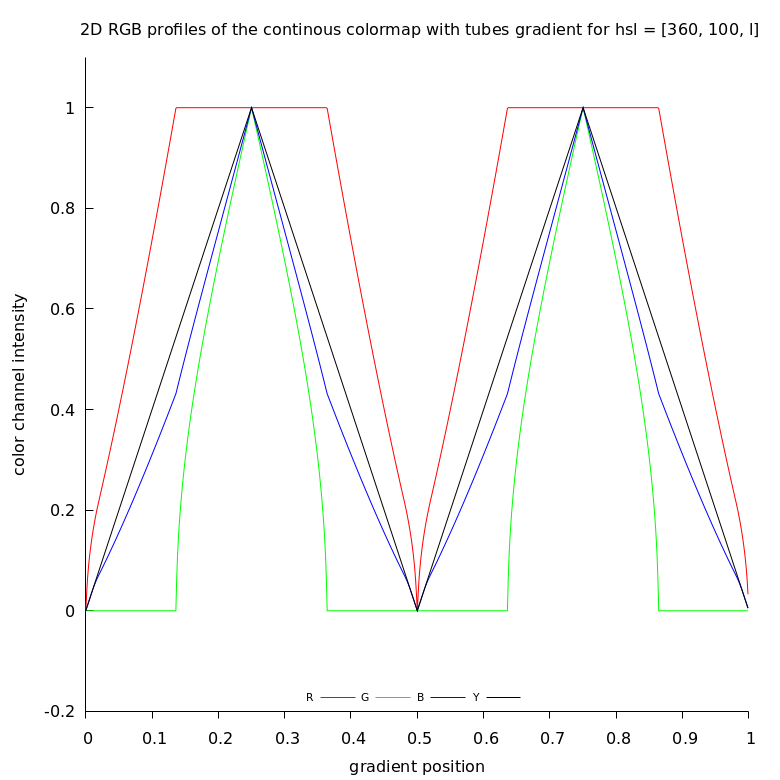 2D RGB profiles of the continous colormap with tubes gradient for hsl = [360, 100, l]
color channel intensity
1
0.8
0.6
0.4
0.2
0
-0.2
R G B Y
0 0.1 0.2 0.3 0.4 0.5 0.6 0.7 0.8 0.9 1
gradient position